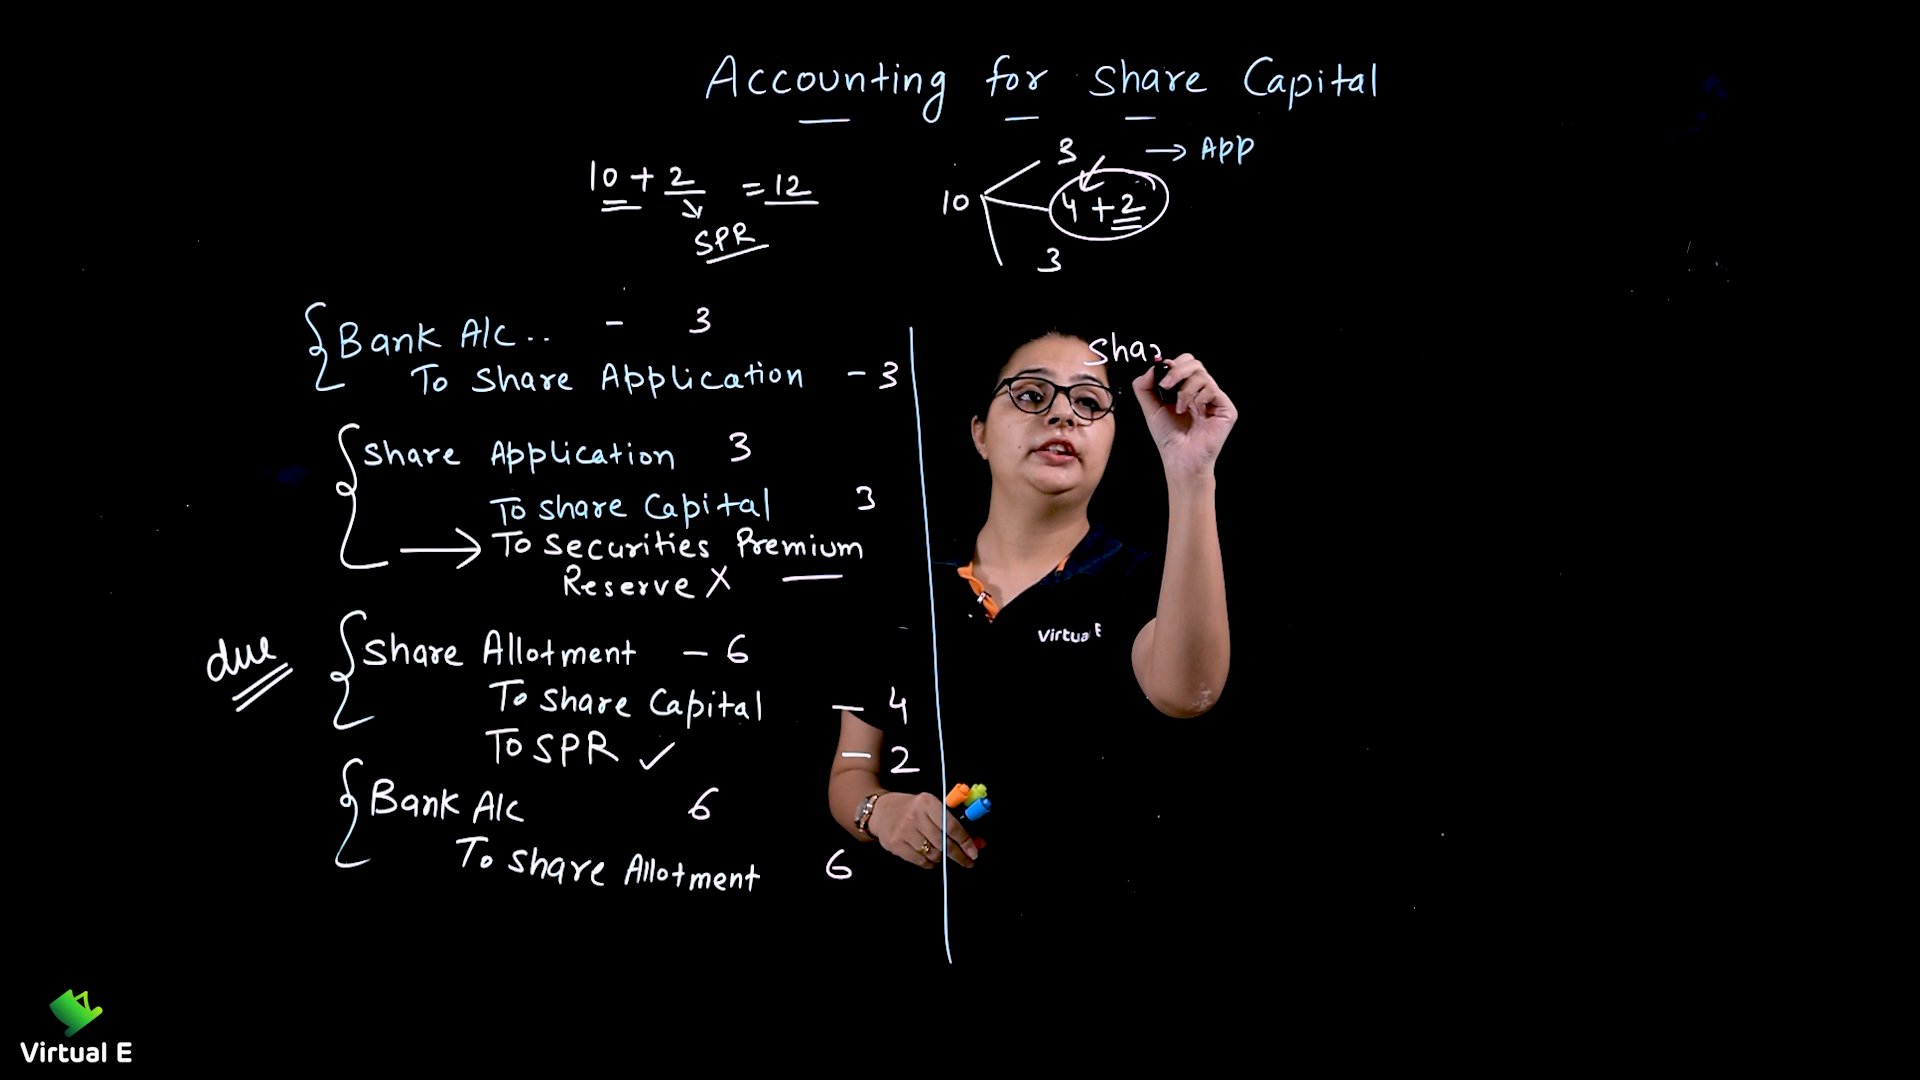 Accounting for Share Capital
10 + 2 = 12
SPR
10
3 → App
4 + 2
3
Bank A/c.. - 3
To Share Application - 3
Share Application 3
To Share Capital 3
→ To Securities Premium
Reserve X —
due
Share Allotment - 6
To Share Capital - 4
To SPR ✓ - 2
Bank A/c 6
To Share Allotment 6
Shar
Virtual E
Virtual E